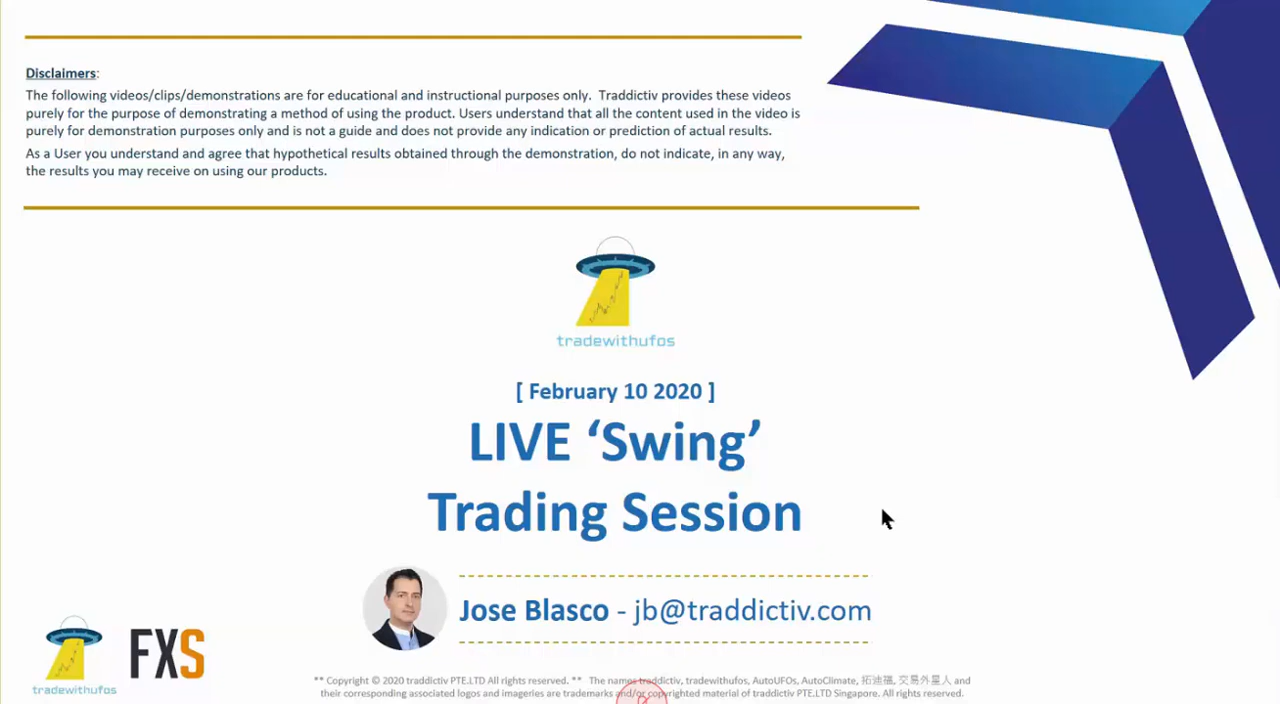 Disclaimers:
The following videos/clips/demonstrations are for educational and instructional purposes only. Traddictiv provides these videos
purely for the purpose of demonstrating a method of using the product. Users understand that all the content used in the video is
purely for demonstration purposes only and is not a guide and does not provide any indication or prediction of actual results.
As a User you understand and agree that hypothetical results obtained through the demonstration, do not indicate, in any way,
the results you may receive on using our products.
tradewithufos
[ February 10 2020 ]
LIVE ‘Swing’
Trading Session
Jose Blasco - jb@traddictiv.com
FXS
tradewithufos
** Copyright © 2020 traddictiv PTE.LTD All rights reserved. ** The names traddictiv, tradewithufos, AutoUFOs, AutoClimate, 拓迪福, 交易外星人 and
their corresponding associated logos and imageries are trademarks and/or copyrighted material of traddictiv PTE.LTD Singapore. All rights reserved.